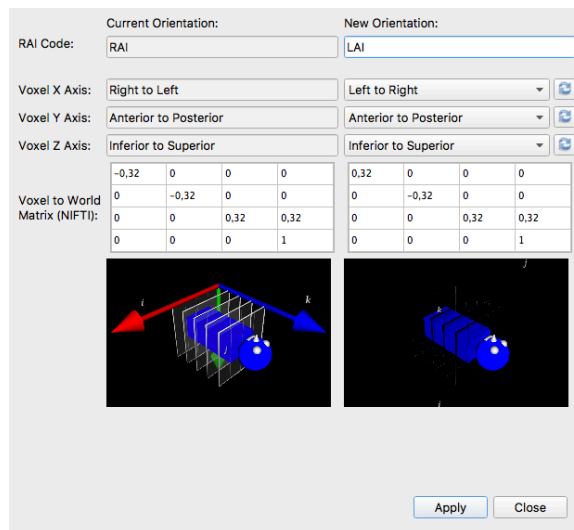 Current Orientation: New Orientation:
RAI Code: RAI LAI
Voxel X Axis: Right to Left Left to Right
Voxel Y Axis: Anterior to Posterior Anterior to Posterior
Voxel Z Axis: Inferior to Superior Inferior to Superior
-0,32 0 0 0 0,32 0 0 0
Voxel to World Matrix (NIFTI):
0 -0,32 0 0 0 -0,32 0 0
0 0 0,32 0,32 0 0 0,32 0,32
0 0 0 1 0 0 0 1
i k j
j k
Apply Close